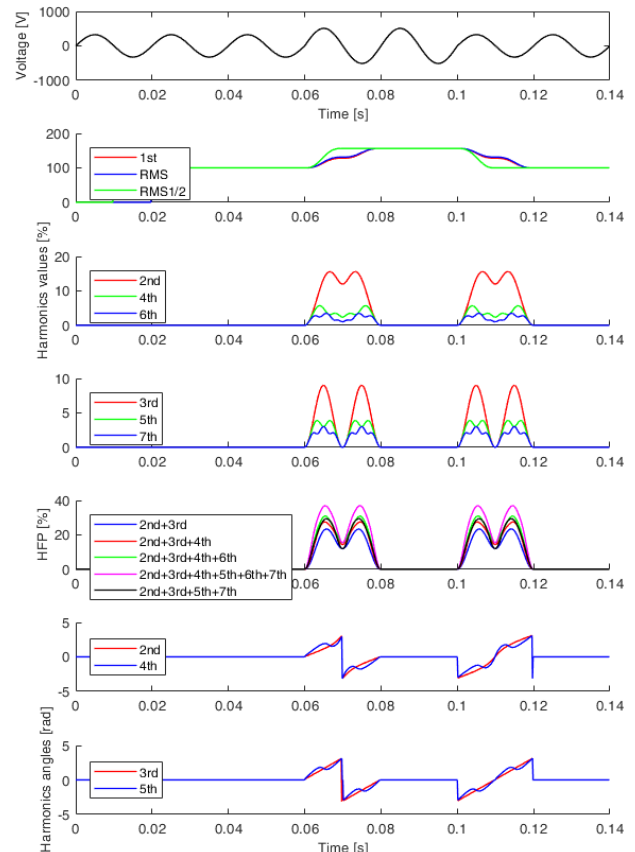 Voltage [V]
1000
0
-1000
0 0.02 0.04 0.06 0.08 0.1 0.12 0.14
Time [s]
200
100
0
1st
RMS
RMS1/2
0 0.02 0.04 0.06 0.08 0.1 0.12 0.14
Harmonics values [%]
20
10
0
2nd
4th
6th
0 0.02 0.04 0.06 0.08 0.1 0.12 0.14
10
5
0
3rd
5th
7th
0 0.02 0.04 0.06 0.08 0.1 0.12 0.14
HFP [%]
40
20
0
2nd+3rd
2nd+3rd+4th
2nd+3rd+4th+6th
2nd+3rd+4th+5th+6th+7th
2nd+3rd+5th+7th
0 0.02 0.04 0.06 0.08 0.1 0.12 0.14
Harmonics angles [rad]
5
0
-5
2nd
4th
0 0.02 0.04 0.06 0.08 0.1 0.12 0.14
5
0
-5
3rd
5th
0 0.02 0.04 0.06 0.08 0.1 0.12 0.14
Time [s]